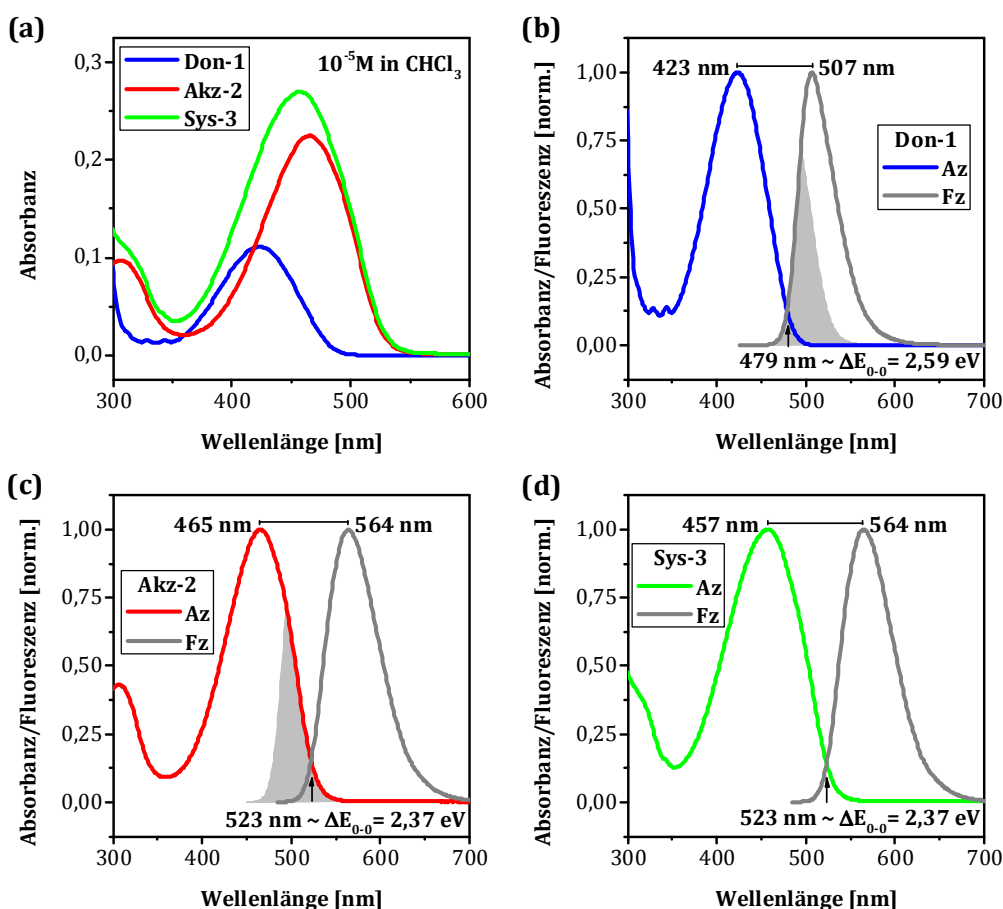 (a)
0,3
0,2
0,1
0,0
Absorbanz
Don-1
Akz-2
Sys-3
10⁻⁵M in CHCl₃
300 400 500 600
Wellenlänge [nm]
(b)
1,00
0,75
0,50
0,25
0,00
Absorbanz/Fluoreszenz [norm.]
423 nm 507 nm
Don-1
Az
Fz
479 nm ~ ΔE₀₋₀= 2,59 eV
300 400 500 600 700
Wellenlänge [nm]
(c)
1,00
0,75
0,50
0,25
0,00
Absorbanz/Fluoreszenz [norm.]
465 nm 564 nm
Akz-2
Az
Fz
523 nm ~ ΔE₀₋₀= 2,37 eV
300 400 500 600 700
Wellenlänge [nm]
(d)
1,00
0,75
0,50
0,25
0,00
Absorbanz/Fluoreszenz [norm.]
457 nm 564 nm
Sys-3
Az
Fz
523 nm ~ ΔE₀₋₀= 2,37 eV
300 400 500 600 700
Wellenlänge [nm]